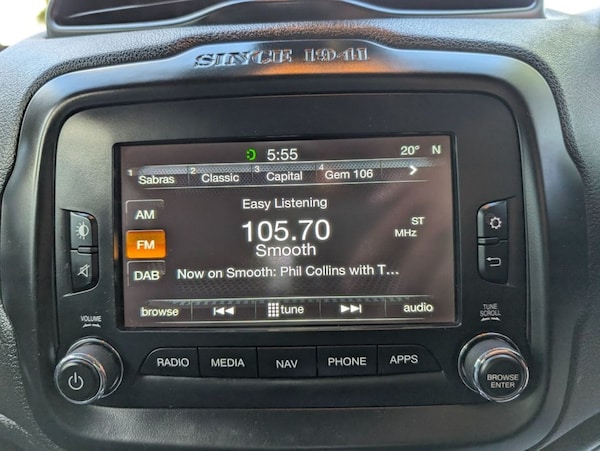 SINCE 1941
5:55
20° N
1 Sabras 2 Classic 3 Capital 4 Gem 106 >
Easy Listening
AM
105.70 ST
MHz
FM
Smooth
DAB
Now on Smooth: Phil Collins with T...
browse tune audio
VOLUME
TUNE
SCROLL
RADIO MEDIA NAV PHONE APPS
BROWSE
ENTER